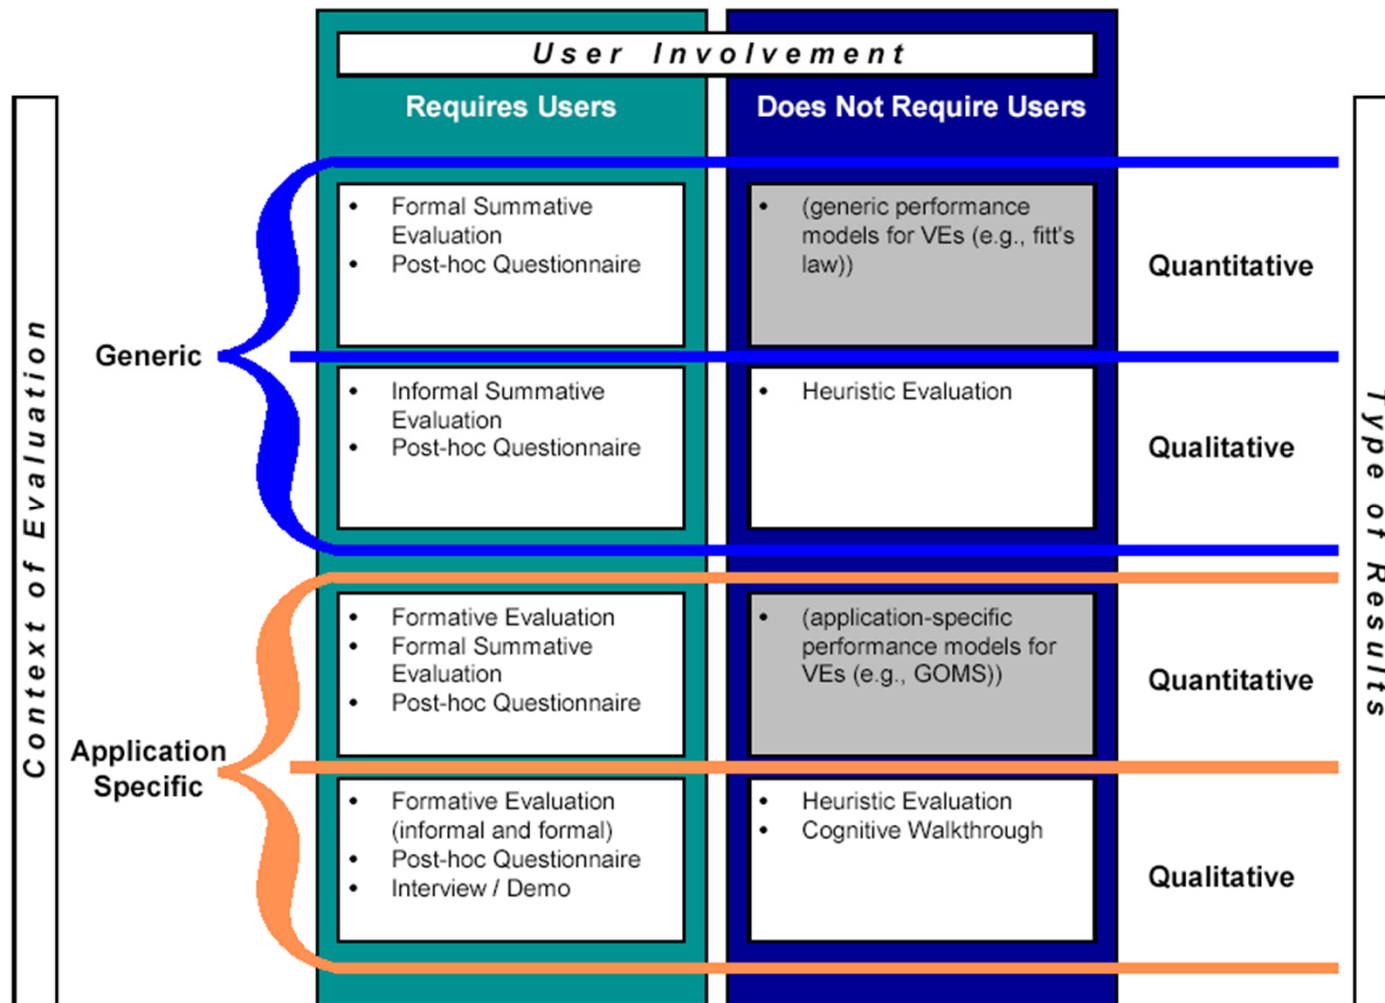 User Involvement
Requires Users
Does Not Require Users
Context of Evaluation
Type of Results
Generic
• Formal Summative
Evaluation
• Post-hoc Questionnaire
• (generic performance
models for VEs (e.g., fitt's
law))
Quantitative
• Informal Summative
Evaluation
• Post-hoc Questionnaire
• Heuristic Evaluation
Qualitative
Application
Specific
• Formative Evaluation
• Formal Summative
Evaluation
• Post-hoc Questionnaire
• (application-specific
performance models for
VEs (e.g., GOMS))
Quantitative
• Formative Evaluation
(informal and formal)
• Post-hoc Questionnaire
• Interview / Demo
• Heuristic Evaluation
• Cognitive Walkthrough
Qualitative